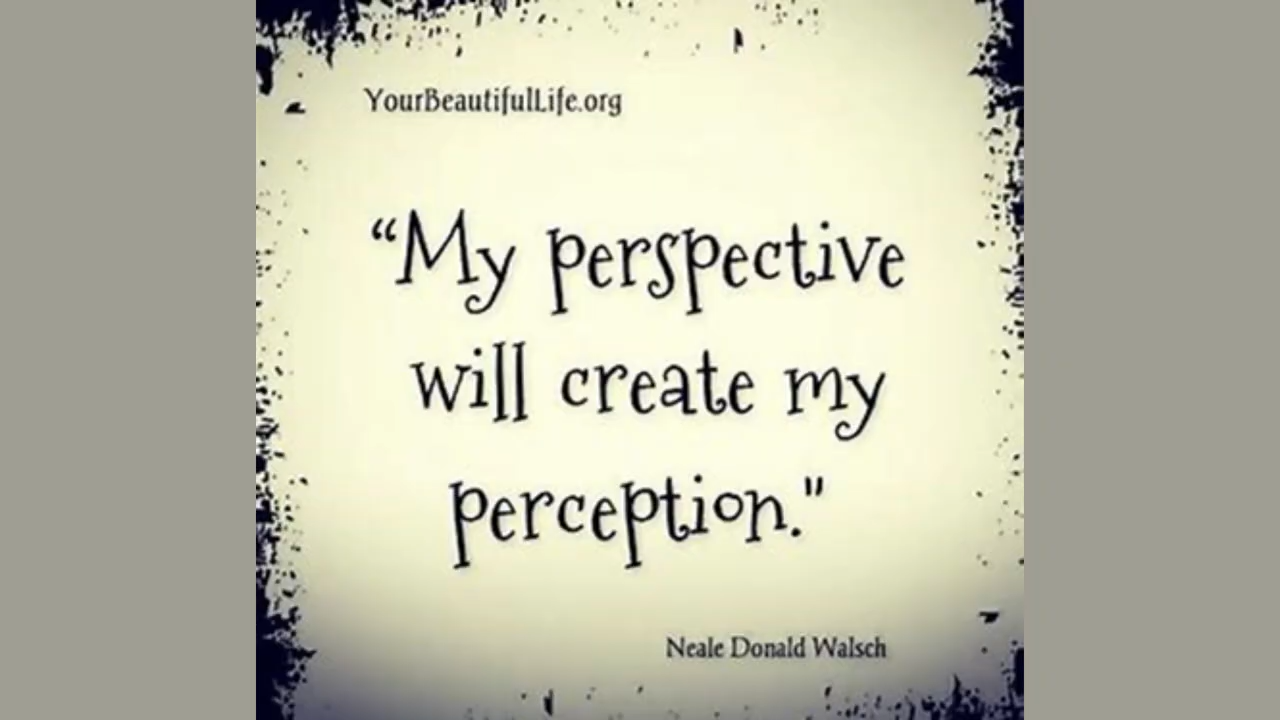 YourBeautifulLife.org
“My perspective
will create my
perception."
Neale Donald Walsch